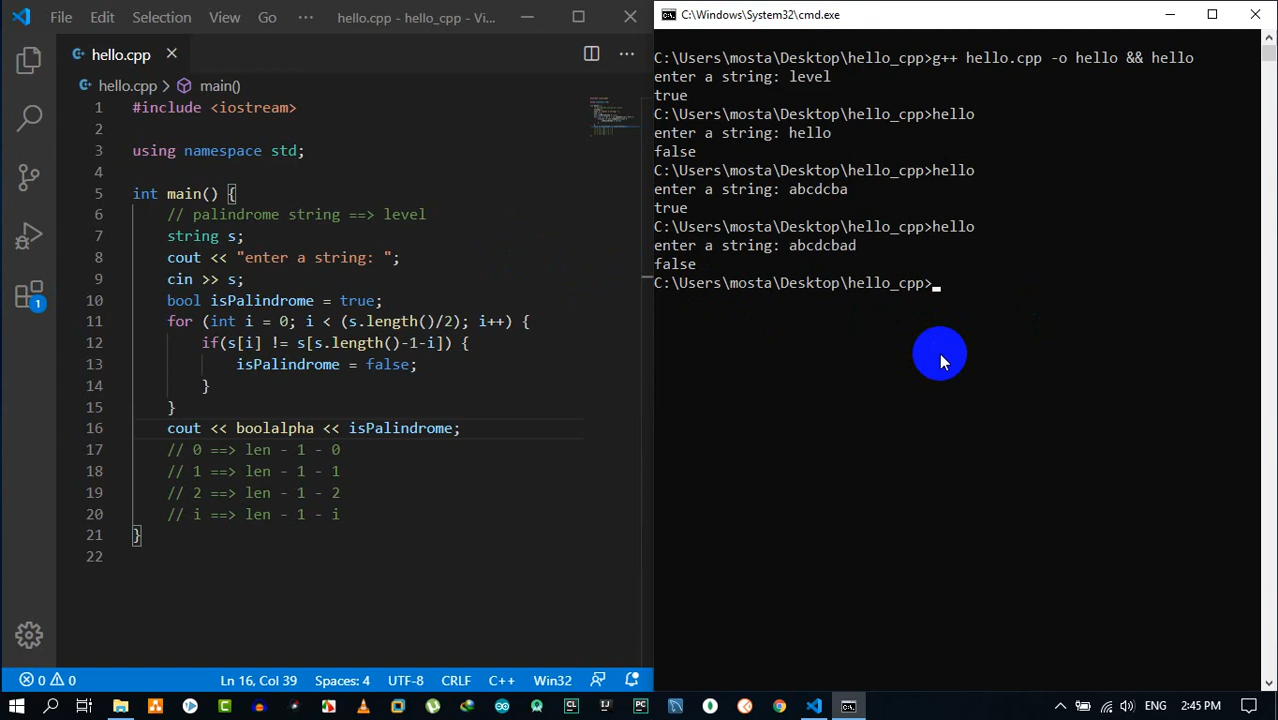 File Edit Selection View Go ··· hello.cpp - hello_cpp - Vi...
hello.cpp
hello.cpp > main()
1 #include <iostream>
2
3 using namespace std;
4
5 int main() {
6 // palindrome string ==> level
7 string s;
8 cout << "enter a string: ";
9 cin >> s;
10 bool isPalindrome = true;
11 for (int i = 0; i < (s.length()/2); i++) {
12 if(s[i] != s[s.length()-1-i]) {
13 isPalindrome = false;
14 }
15 }
16 cout << boolalpha << isPalindrome;
17 // 0 ==> len - 1 - 0
18 // 1 ==> len - 1 - 1
19 // 2 ==> len - 1 - 2
20 // i ==> len - 1 - i
21 }
22
1
0 0 Ln 16, Col 39 Spaces: 4 UTF-8 CRLF C++ Win32
C:\Windows\System32\cmd.exe
C:\Users\mosta\Desktop\hello_cpp>g++ hello.cpp -o hello && hello
enter a string: level
true
C:\Users\mosta\Desktop\hello_cpp>hello
enter a string: hello
false
C:\Users\mosta\Desktop\hello_cpp>hello
enter a string: abcdcba
true
C:\Users\mosta\Desktop\hello_cpp>hello
enter a string: abcdcbad
false
C:\Users\mosta\Desktop\hello_cpp>
CL IJ PC ENG 2:45 PM